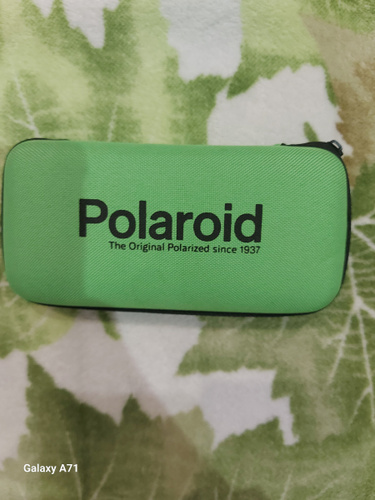 Polaroid
The Original Polarized since 1937
Galaxy A71